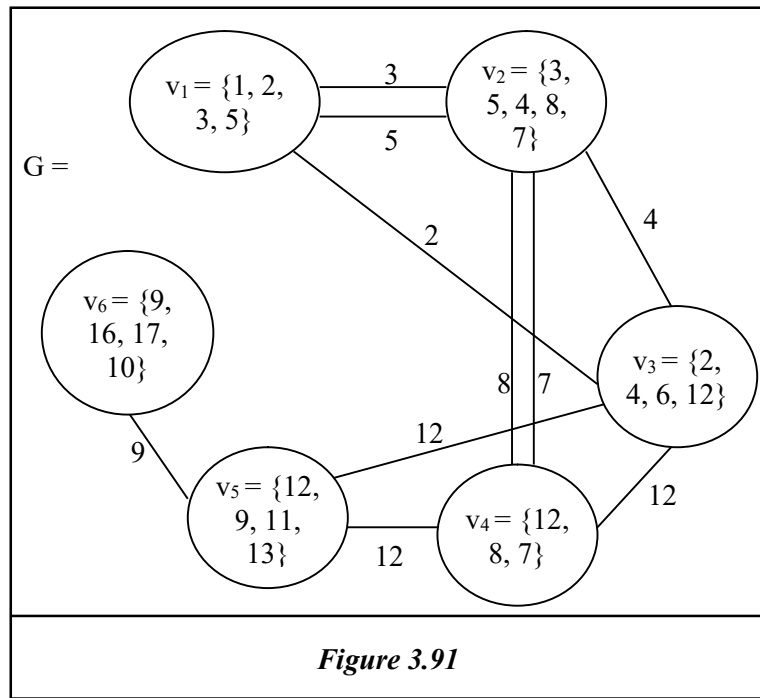 v₁ = {1, 2,
3, 5}
3
5
v₂ = {3,
5, 4, 8,
7}
G =
2
4
v₆ = {9,
16, 17,
10}
v₃ = {2,
4, 6, 12}
8
7
9
12
v₅ = {12,
9, 11,
13}
12
v₄ = {12,
8, 7}
12
Figure 3.91